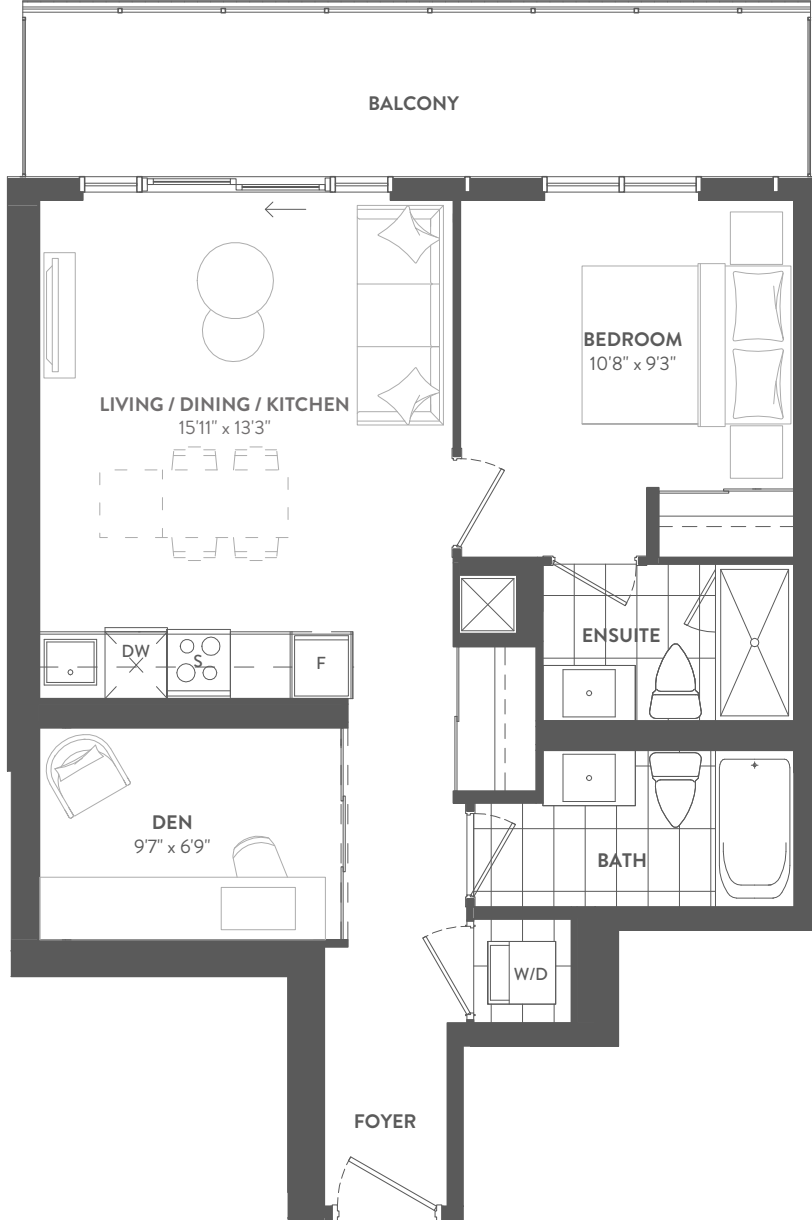 BALCONY
BEDROOM
10'8" x 9'3"
LIVING / DINING / KITCHEN
15'11" x 13'3"
ENSUITE
DW
S
F
DEN
9'7" x 6'9"
BATH
W/D
FOYER